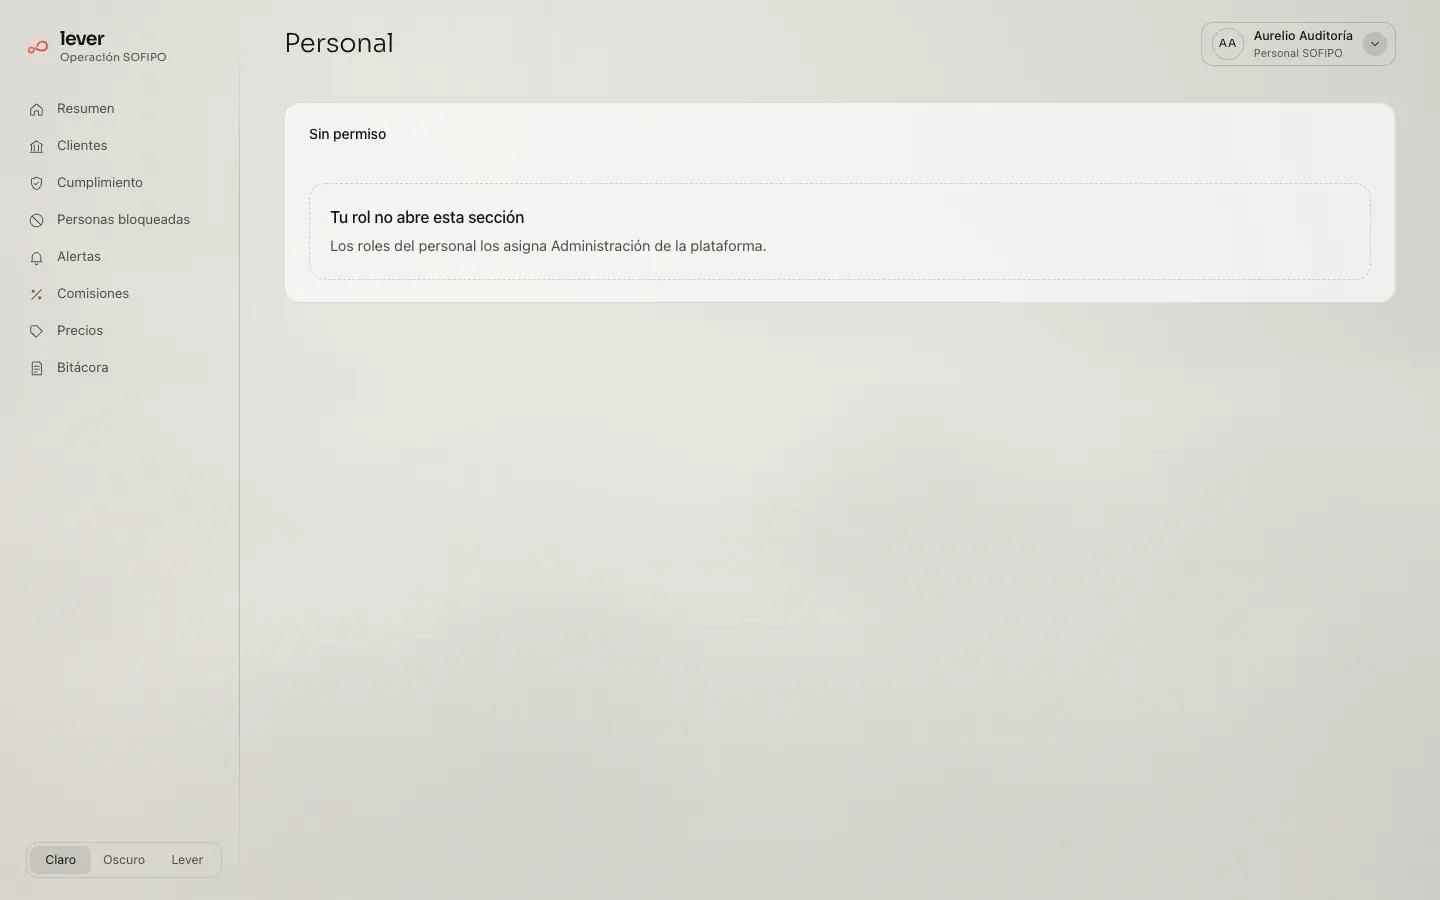 lever
Operación SOFIPO
Resumen
Clientes
Cumplimiento
Personas bloqueadas
Alertas
Comisiones
Precios
Bitácora
Claro
Oscuro
Lever
Personal
AA
Aurelio Auditoría
Personal SOFIPO
Sin permiso
Tu rol no abre esta sección
Los roles del personal los asigna Administración de la plataforma.